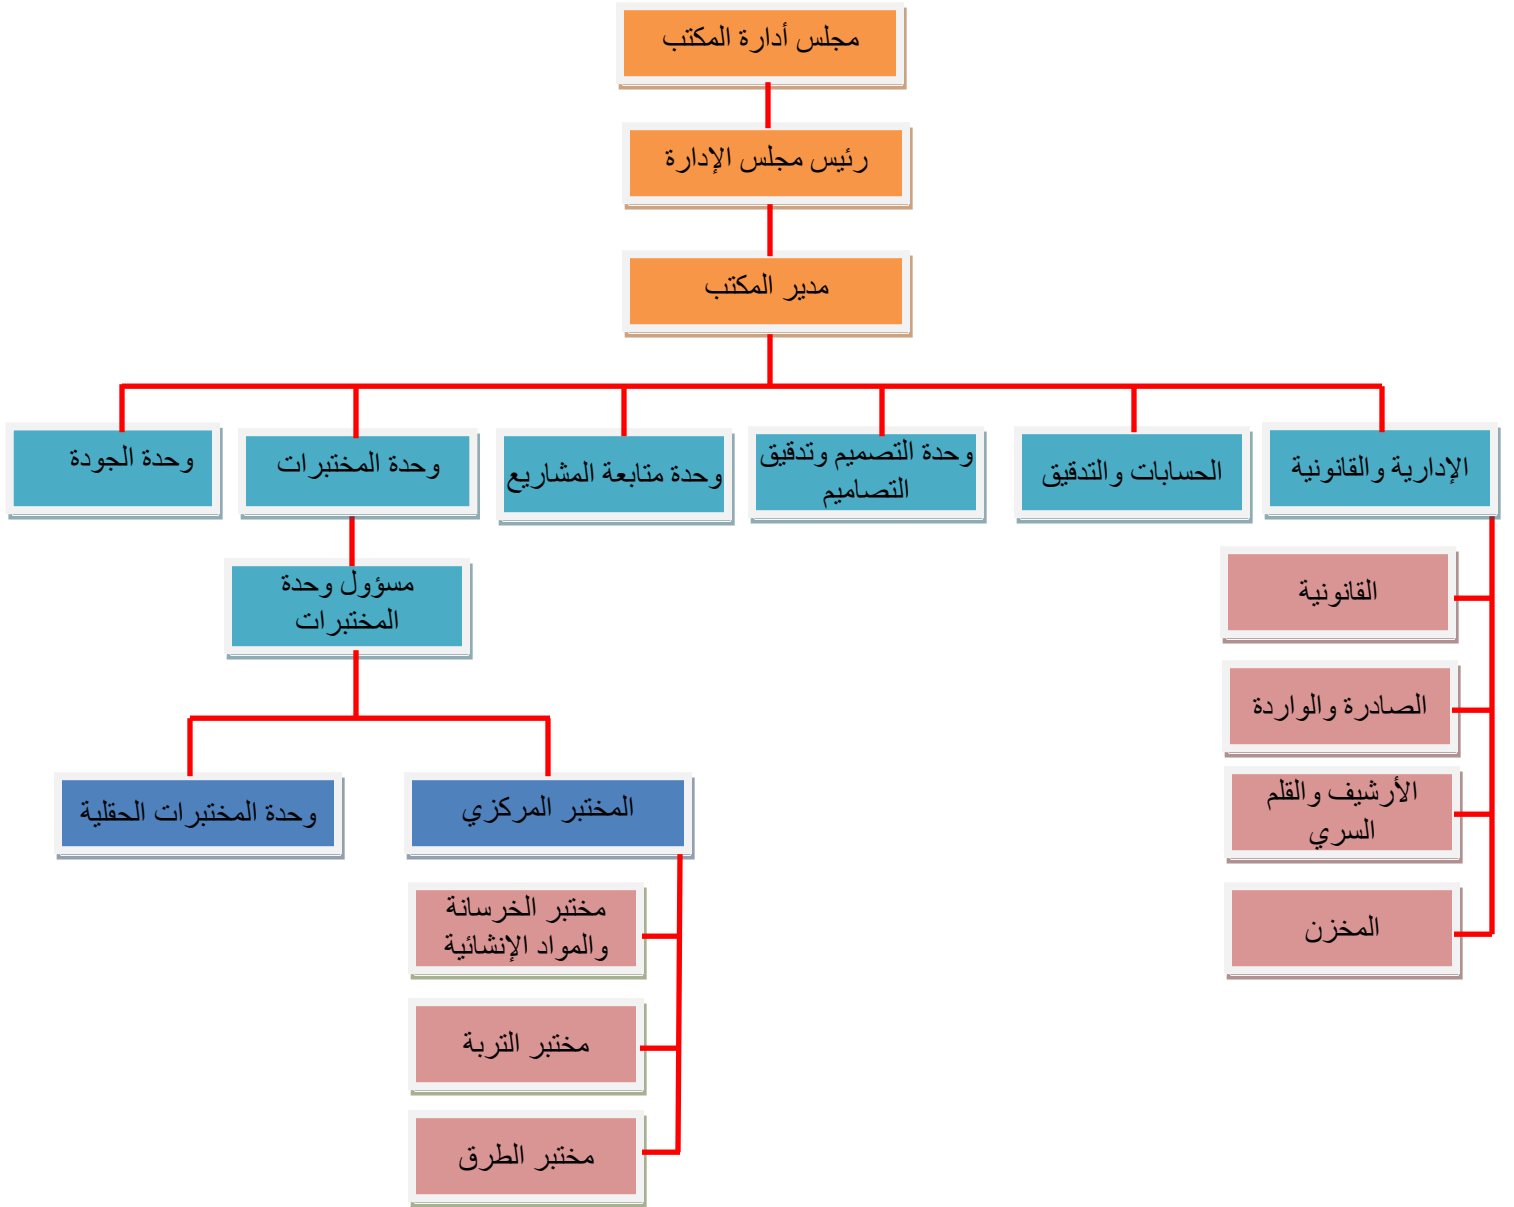 مجلس أدارة المكتب
رئيس مجلس الإدارة
مدير المكتب
الإدارية والقانونية
الحسابات والتدقيق
وحدة التصميم وتدقيق
التصاميم
وحدة متابعة المشاريع
وحدة المختبرات
وحدة الجودة
القانونية
الصادرة والواردة
الأرشيف والقلم
السري
المخزن
مسؤول وحدة
المختبرات
المختبر المركزي
وحدة المختبرات الحقلية
مختبر الخرسانة
والمواد الإنشائية
مختبر التربة
مختبر الطرق